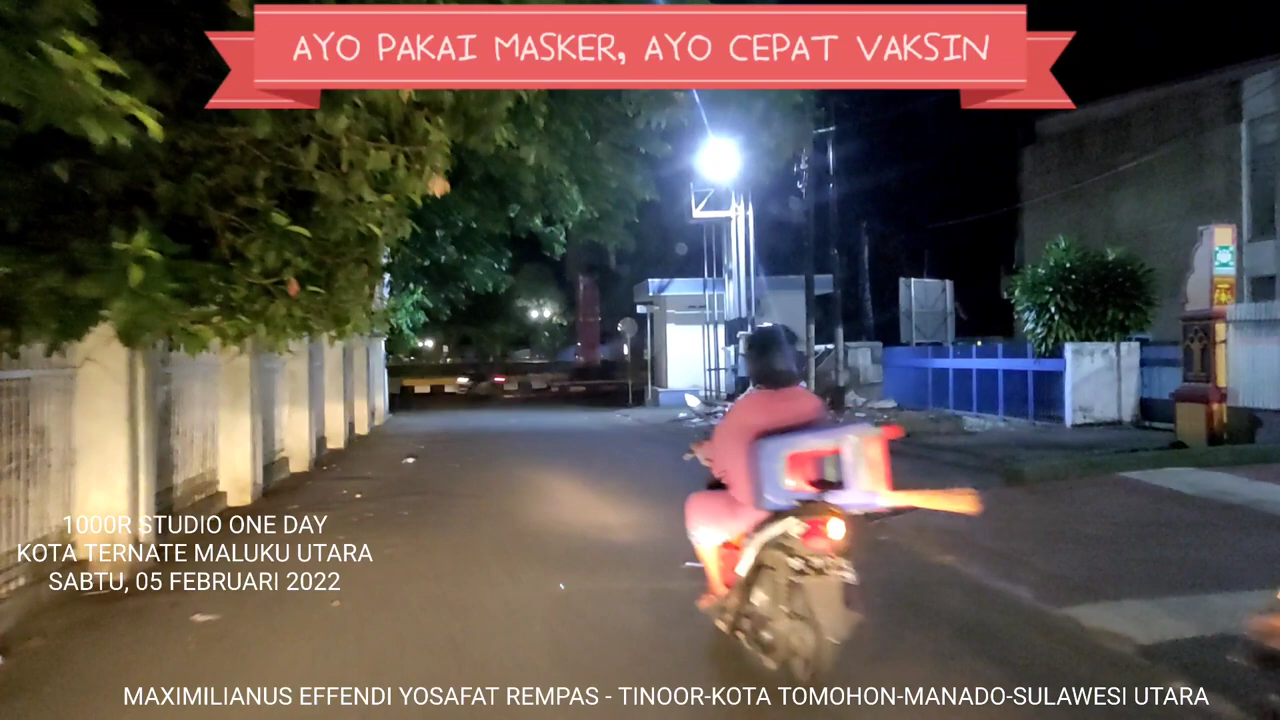 AYO PAKAI MASKER, AYO CEPAT VAKSIN
1000R STUDIO ONE DAY
KOTA TERNATE MALUKU UTARA
SABTU, 05 FEBRUARI 2022
MAXIMILIANUS EFFENDI YOSAFAT REMPAS - TINOOR-KOTA TOMOHON-MANADO-SULAWESI UTARA